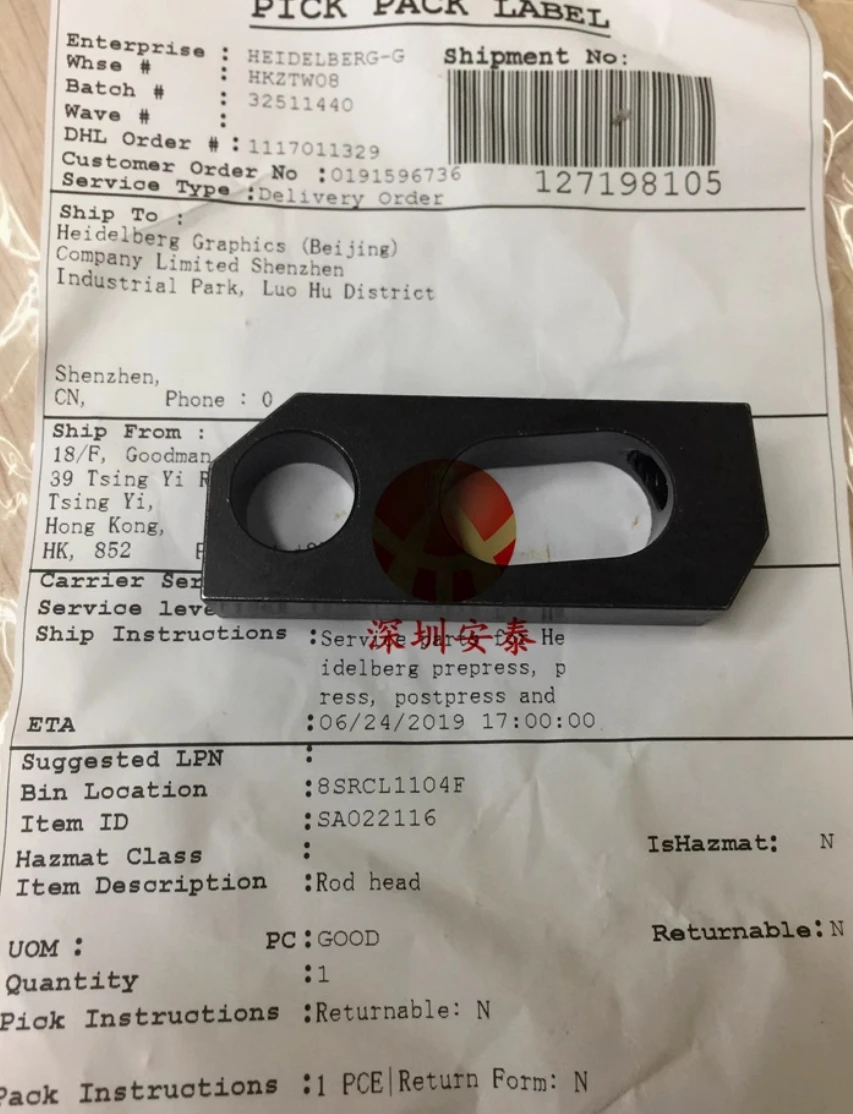 PICK PACK LABEL
Enterprise : HEIDELBERG-G
Shipment No:
Whse # : HKZTW08
Batch # : 32511440
Wave # :
DHL Order # :1117011329
Customer Order No :0191596736
127198105
Service Type :Delivery Order
Ship To :
Heidelberg Graphics (Beijing)
Company Limited Shenzhen
Industrial Park, Luo Hu District
Shenzhen,
CN, Phone : 0
Ship From :
18/F, Goodman
39 Tsing Yi R
Tsing Yi,
Hong Kong,
HK, 852
Carrier Ser
Service leve
深圳安泰
Ship Instructions :Service parts for He
idelberg prepress, p
ress, postpress and
ETA :06/24/2019 17:00:00
Suggested LPN :
Bin Location :8SRCL1104F
Item ID :SA022116
Hazmat Class :
IsHazmat: N
Item Description :Rod head
UOM : PC:GOOD
Returnable:N
Quantity :1
Pick Instructions :Returnable: N
Pack Instructions :1 PCE|Return Form: N